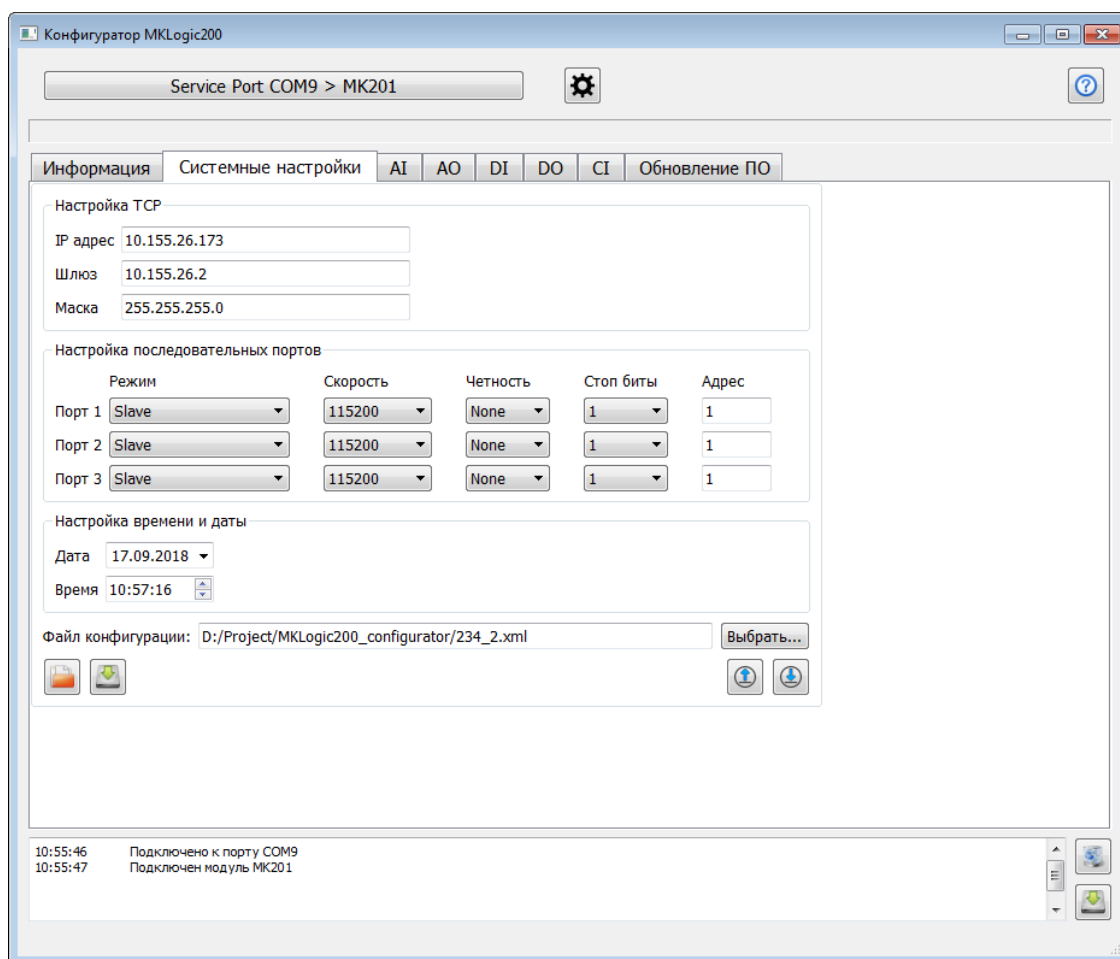 Конфигуратор MKLogic200
Service Port COM9 > MK201
Информация Системные настройки AI AO DI DO CI Обновление ПО
Настройка TCP
IP адрес 10.155.26.173
Шлюз 10.155.26.2
Маска 255.255.255.0
Настройка последовательных портов
Режим Скорость Четность Стоп биты Адрес
Порт 1 Slave 115200 None 1 1
Порт 2 Slave 115200 None 1 1
Порт 3 Slave 115200 None 1 1
Настройка времени и даты
Дата 17.09.2018
Время 10:57:16
Файл конфигурации: D:/Project/MKLogic200_configurator/234_2.xml Выбрать...
10:55:46 Подключено к порту COM9
10:55:47 Подключен модуль MK201